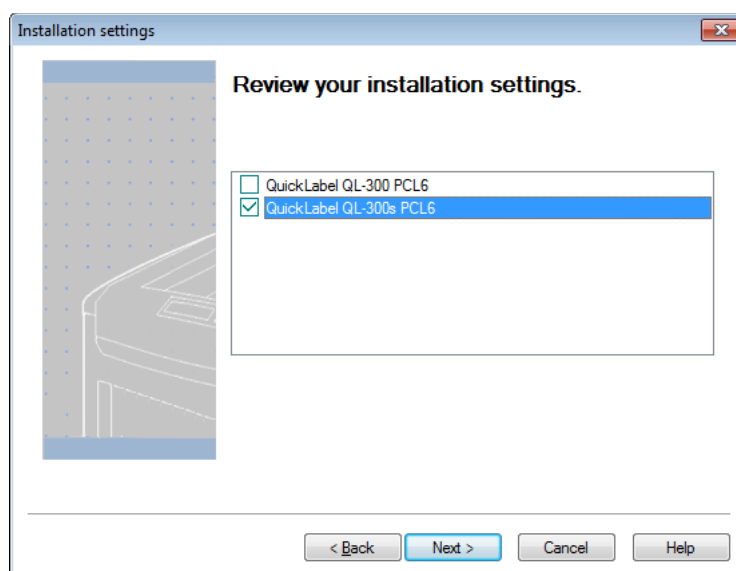 Installation settings
Review your installation settings.
QuickLabel QL-300 PCL6
QuickLabel QL-300s PCL6
< Back Next > Cancel Help